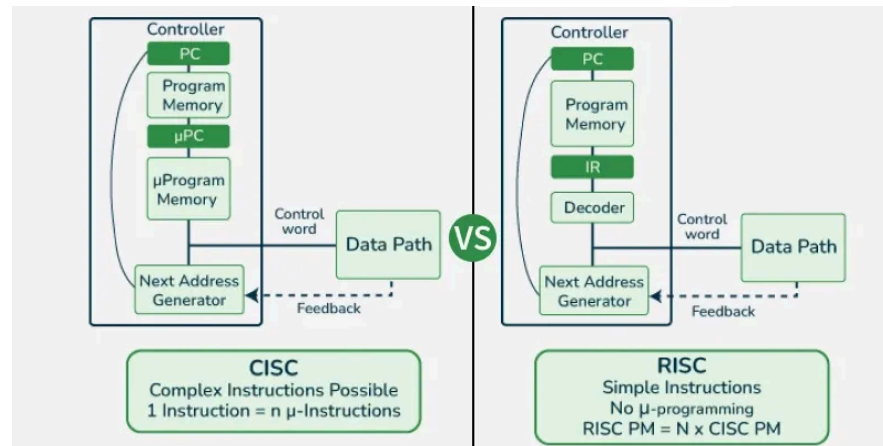 Controller
PC
Program
Memory
μPC
μProgram
Memory
Control
word
Data Path
Next Address
Generator
Feedback
CISC
Complex Instructions Possible
1 Instruction = n μ-Instructions
VS
Controller
PC
Program
Memory
IR
Decoder
Control
word
Data Path
Next Address
Generator
Feedback
RISC
Simple Instructions
No μ-programming
RISC PM = N x CISC PM